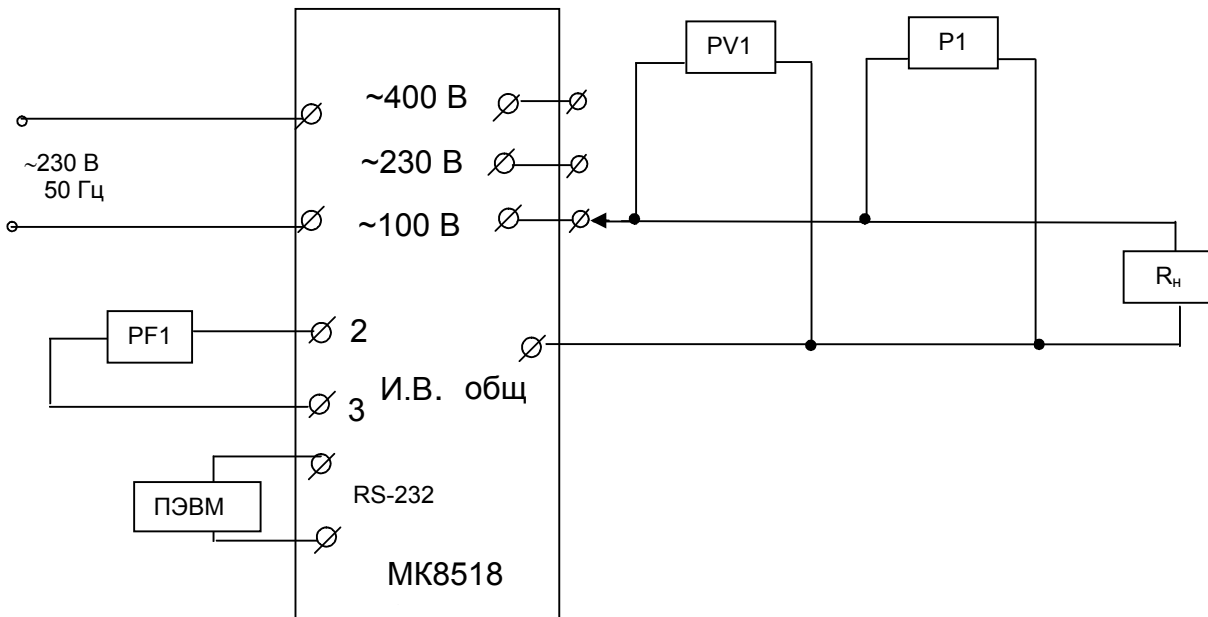 PV1
P1
~400 В
~230 В
50 Гц
~230 В
~100 В
Rн
PF1
2
И.В. общ
3
ПЭВМ
RS-232
МК8518